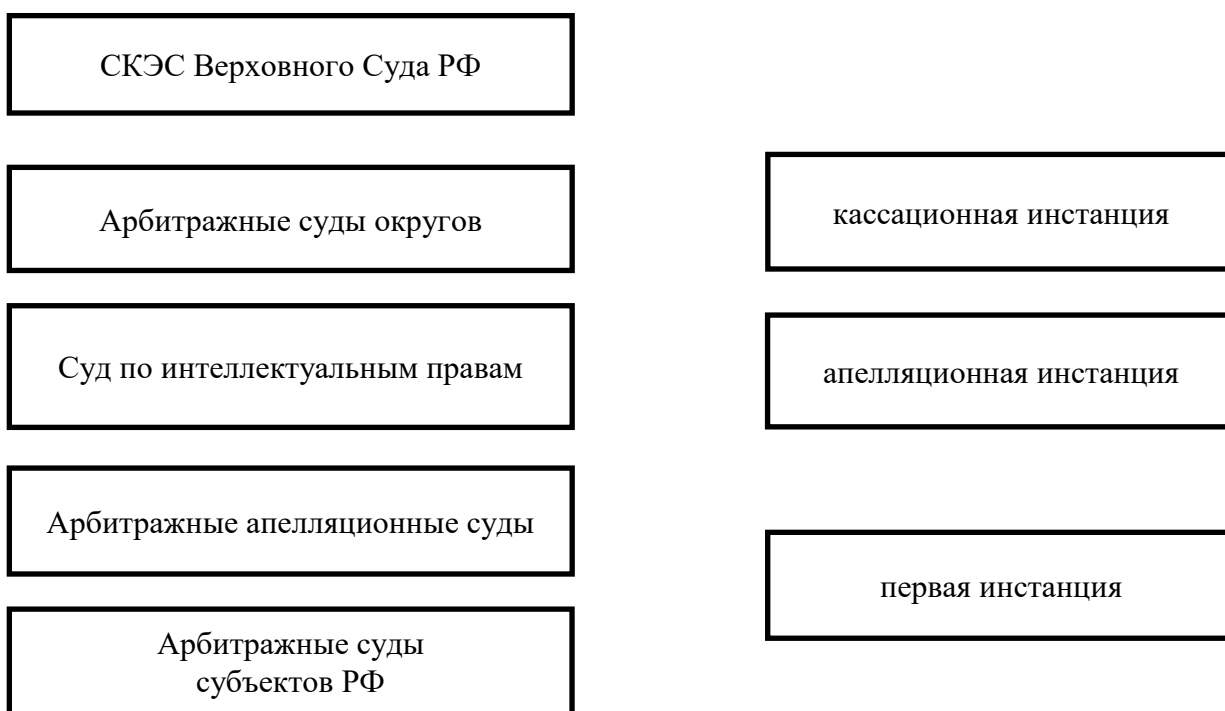 СКЭС Верховного Суда РФ
Арбитражные суды округов
Суд по интеллектуальным правам
Арбитражные апелляционные суды
Арбитражные суды
субъектов РФ
кассационная инстанция
апелляционная инстанция
первая инстанция